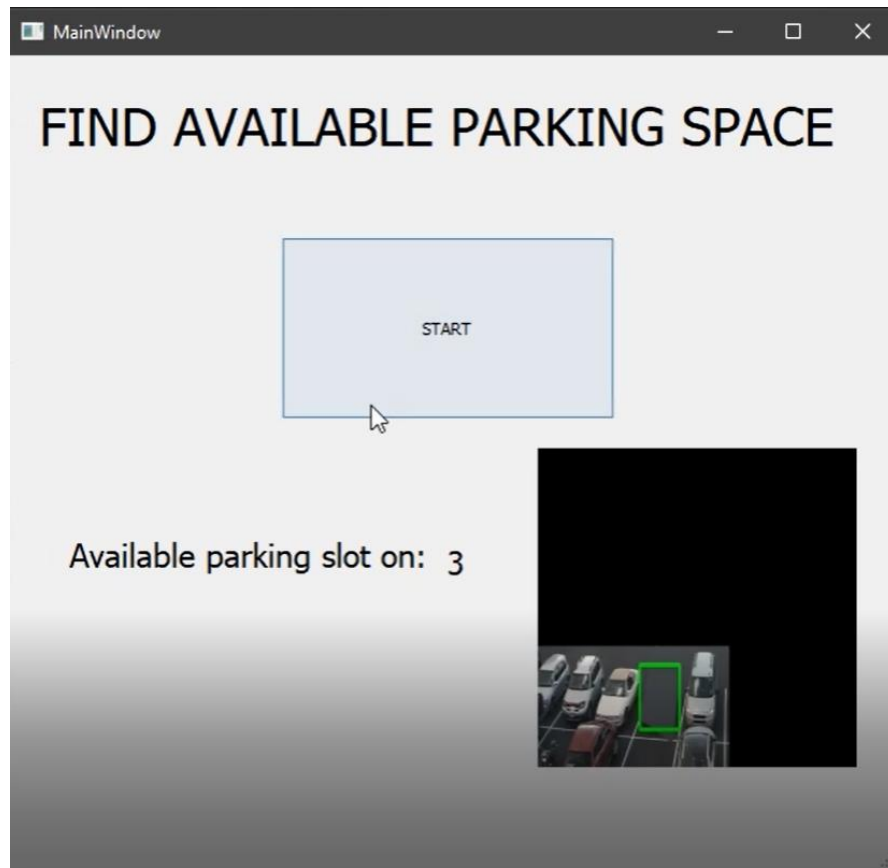 MainWindow
FIND AVAILABLE PARKING SPACE
START
Available parking slot on: 3